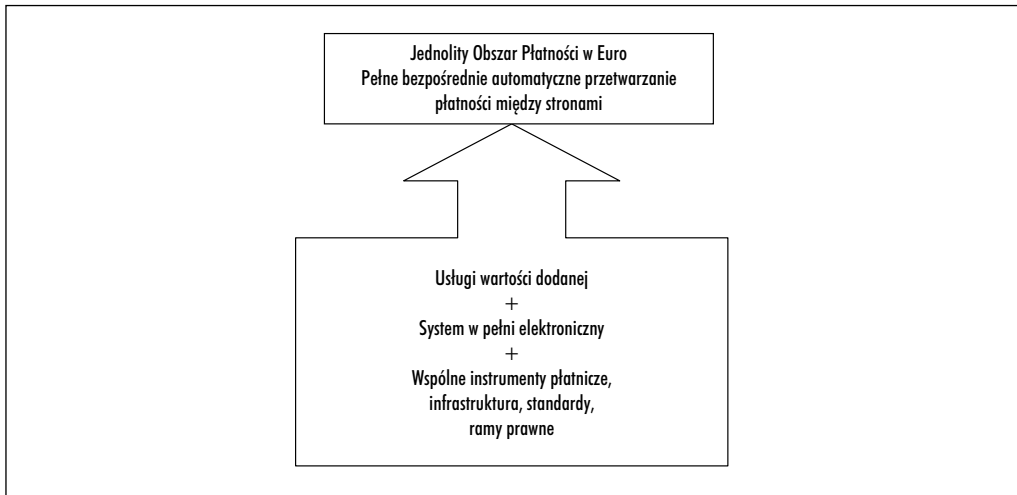 Jednolity Obszar Płatności w Euro
Pełne bezpośrednie automatyczne przetwarzanie
płatności między stronami
Usługi wartości dodanej
+
System w pełni elektroniczny
+
Wspólne instrumenty płatnicze,
infrastruktura, standardy,
ramy prawne